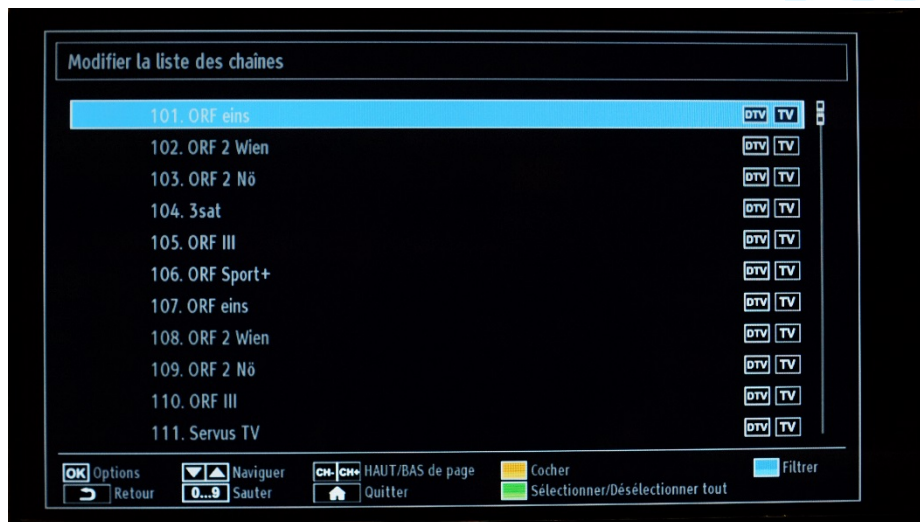 Modifier la liste des chaînes
101. ORF eins DTV TV
102. ORF 2 Wien DTV TV
103. ORF 2 Nö DTV TV
104. 3sat DTV TV
105. ORF III DTV TV
106. ORF Sport+ DTV TV
107. ORF eins DTV TV
108. ORF 2 Wien DTV TV
109. ORF 2 Nö DTV TV
110. ORF III DTV TV
111. Servus TV DTV TV
OK Options Naviguer CH- CH+ HAUT/BAS de page Cocher Filtrer
Retour 0...9 Sauter Quitter Sélectionner/Désélectionner tout